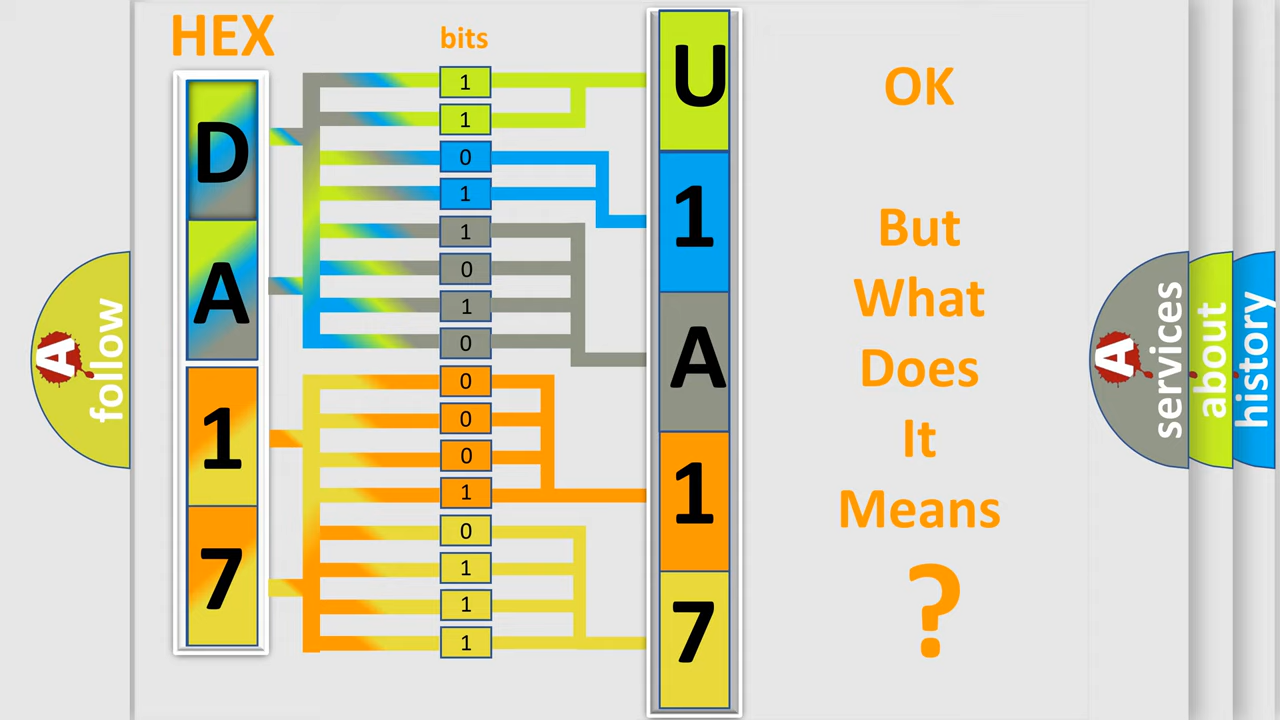 HEX
bits
D
A
1
7
1
1
0
1
1
0
1
0
0
0
0
1
0
1
1
1
U
1
A
1
7
OK
But
What
Does
It
Means
?
A
follow
A
services
about
history